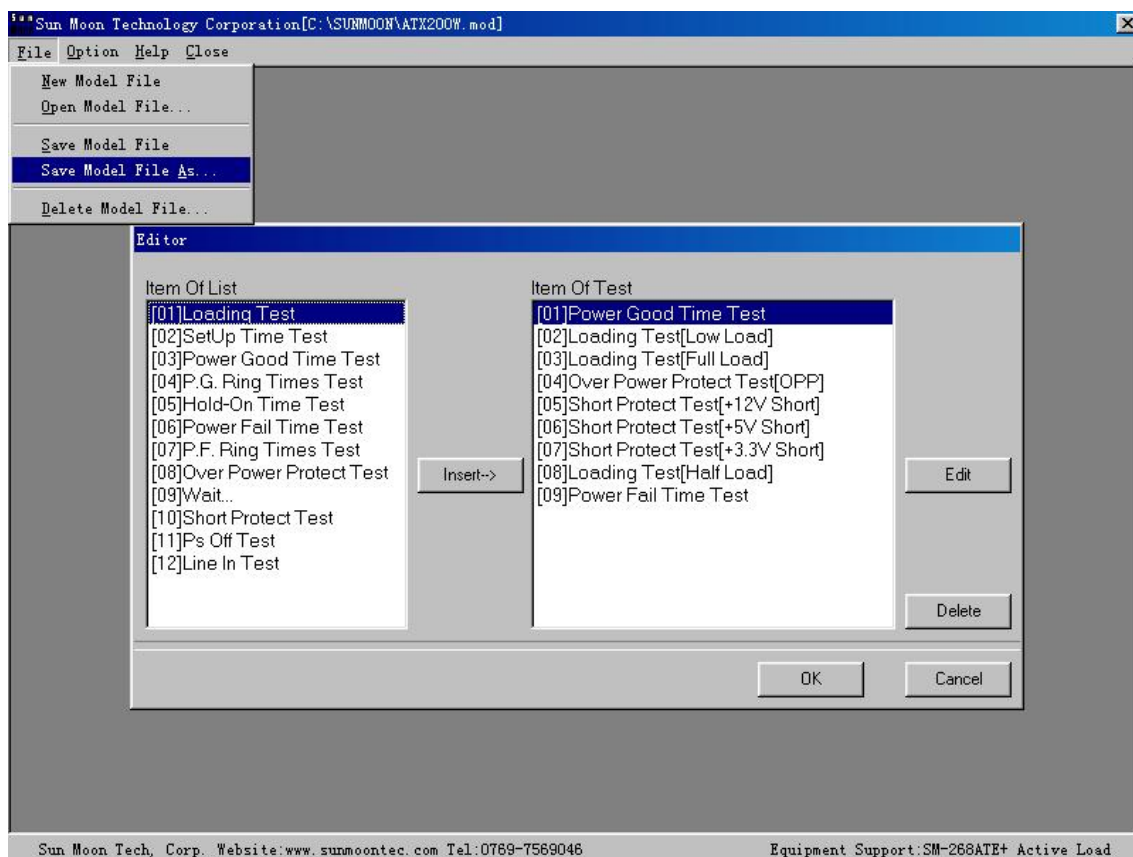 Sun Moon Technology Corporation[C:\SUNMOON\ATX200W.mod]
File Option Help Close
New Model File
Open Model File...
Save Model File
Save Model File As...
Delete Model File...
Editor
Item Of List
[01]Loading Test
[02]SetUp Time Test
[03]Power Good Time Test
[04]P.G. Ring Times Test
[05]Hold-On Time Test
[06]Power Fail Time Test
[07]P.F. Ring Times Test
[08]Over Power Protect Test
[09]Wait...
[10]Short Protect Test
[11]Ps Off Test
[12]Line In Test
Insert-->
Item Of Test
[01]Power Good Time Test
[02]Loading Test[Low Load]
[03]Loading Test[Full Load]
[04]Over Power Protect Test[OPP]
[05]Short Protect Test[+12V Short]
[06]Short Protect Test[+5V Short]
[07]Short Protect Test[+3.3V Short]
[08]Loading Test[Half Load]
[09]Power Fail Time Test
Edit
Delete
OK
Cancel
Sun Moon Tech, Corp. Website:www.sunmoontec.com Tel:0769-7569046
Equipment Support:SM-268ATE+ Active Load